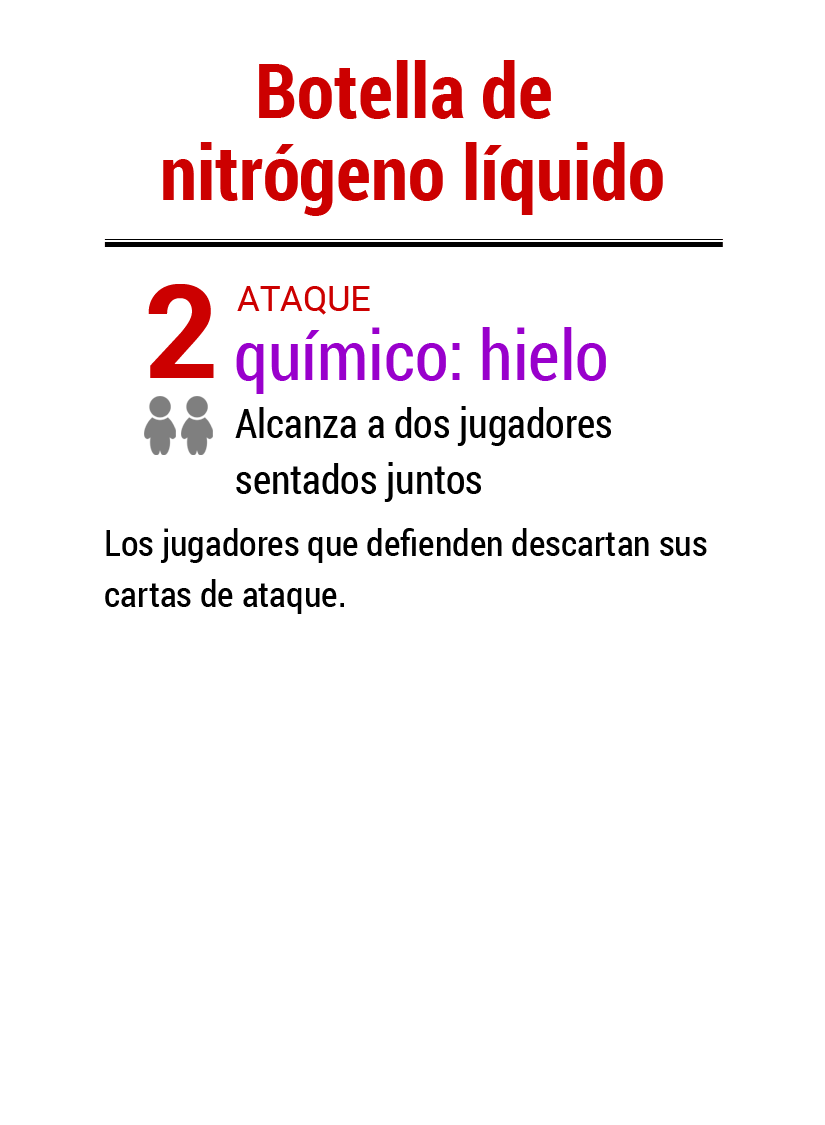 Botella de
nitrógeno líquido
2 ATAQUE
químico: hielo
Alcanza a dos jugadores
sentados juntos
Los jugadores que defienden descartan sus
cartas de ataque.